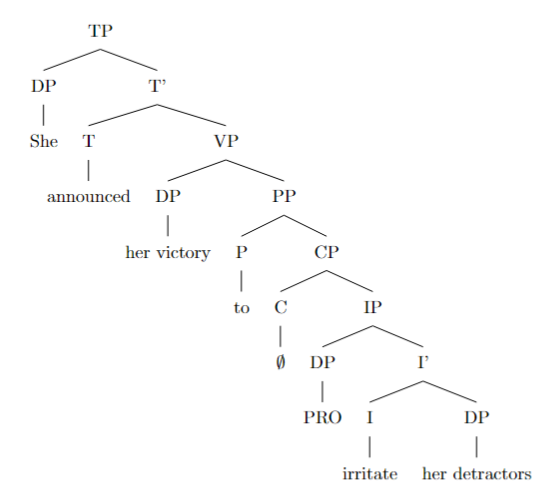 TP
DP T'
She T VP
announced DP PP
her victory P CP
to C IP
∅ DP I'
PRO I DP
irritate her detractors